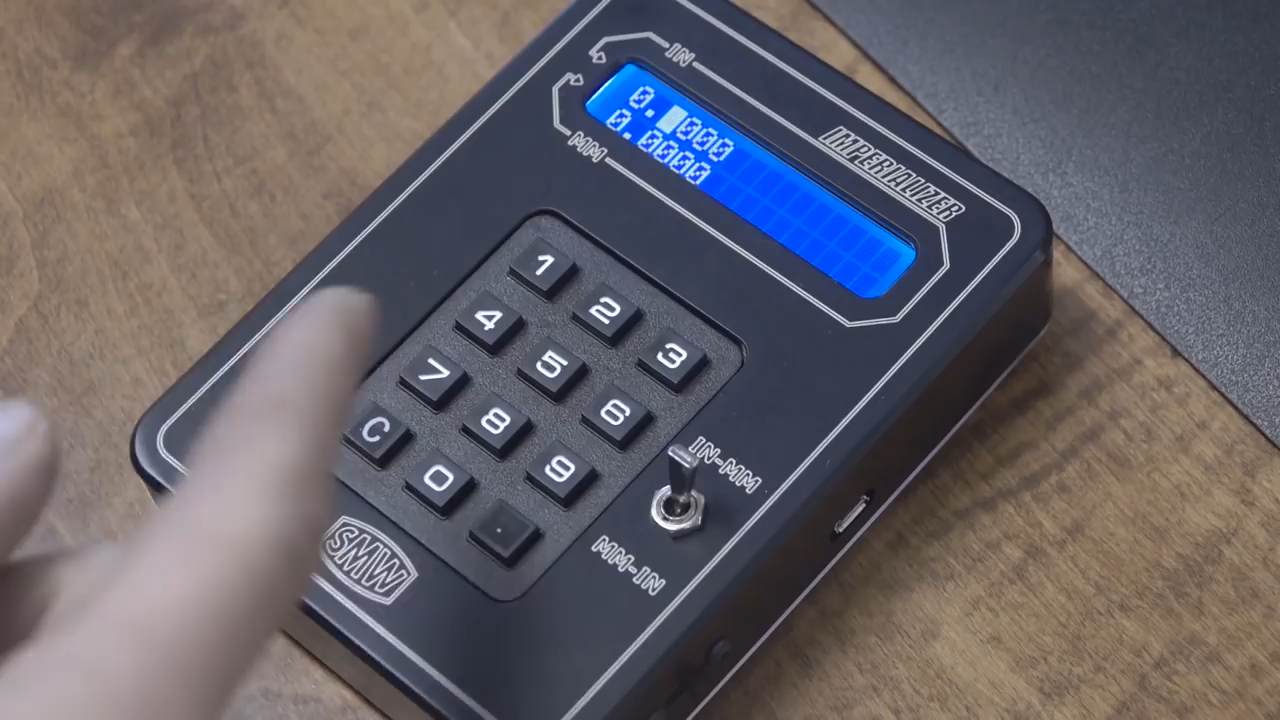 IN
0. 000
0.0000
MM
IMPERIALIZER
1 2 3
4 5 6
7 8 9
C 0 .
IN-MM
MM-IN
SMW